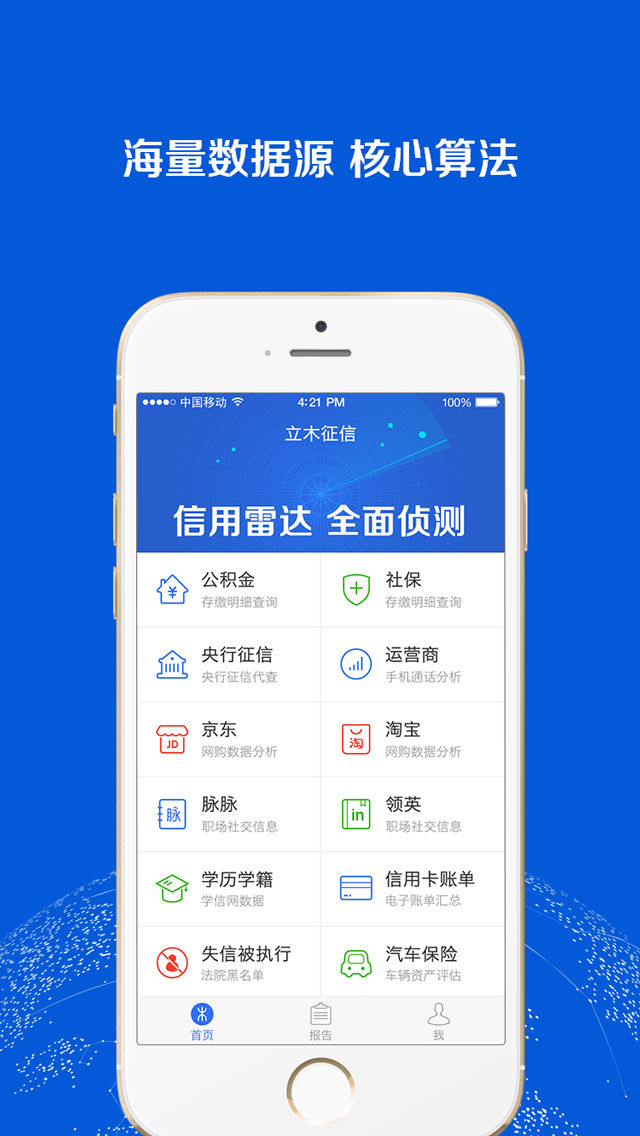 海量数据源 核心算法
中国移动 4:21 PM 100%
立木征信
信用雷达 全面侦测
公积金 社保
存缴明细查询 存缴明细查询
央行征信 运营商
央行征信代查 手机通话分析
京东 淘宝
JD 淘
网购数据分析 网购数据分析
脉脉 领英
脉 in
职场社交信息 职场社交信息
学历学籍 信用卡账单
学信网数据 电子账单汇总
失信被执行 汽车保险
法院黑名单 车辆资产评估
首页 报告 我